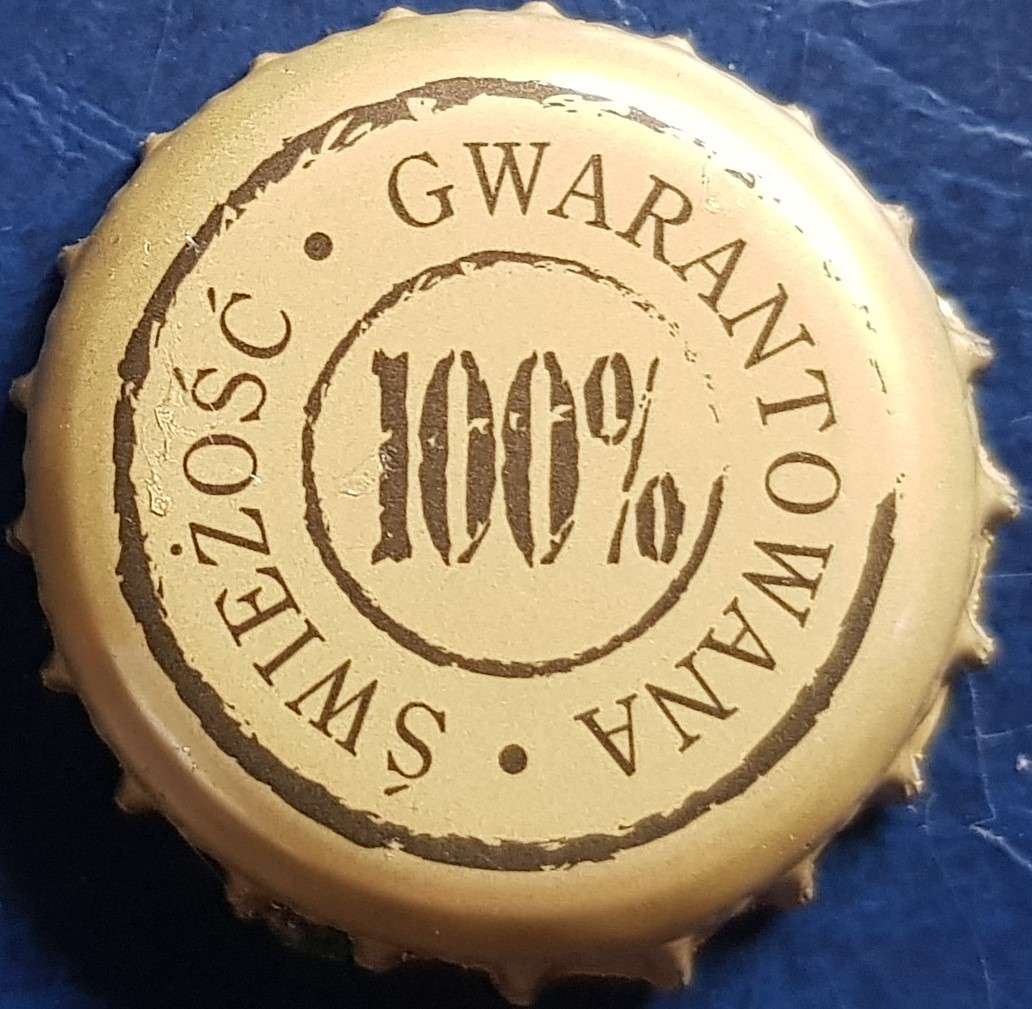 GWARANTOWANA • ŚWIEŻOŚĆ •
100%